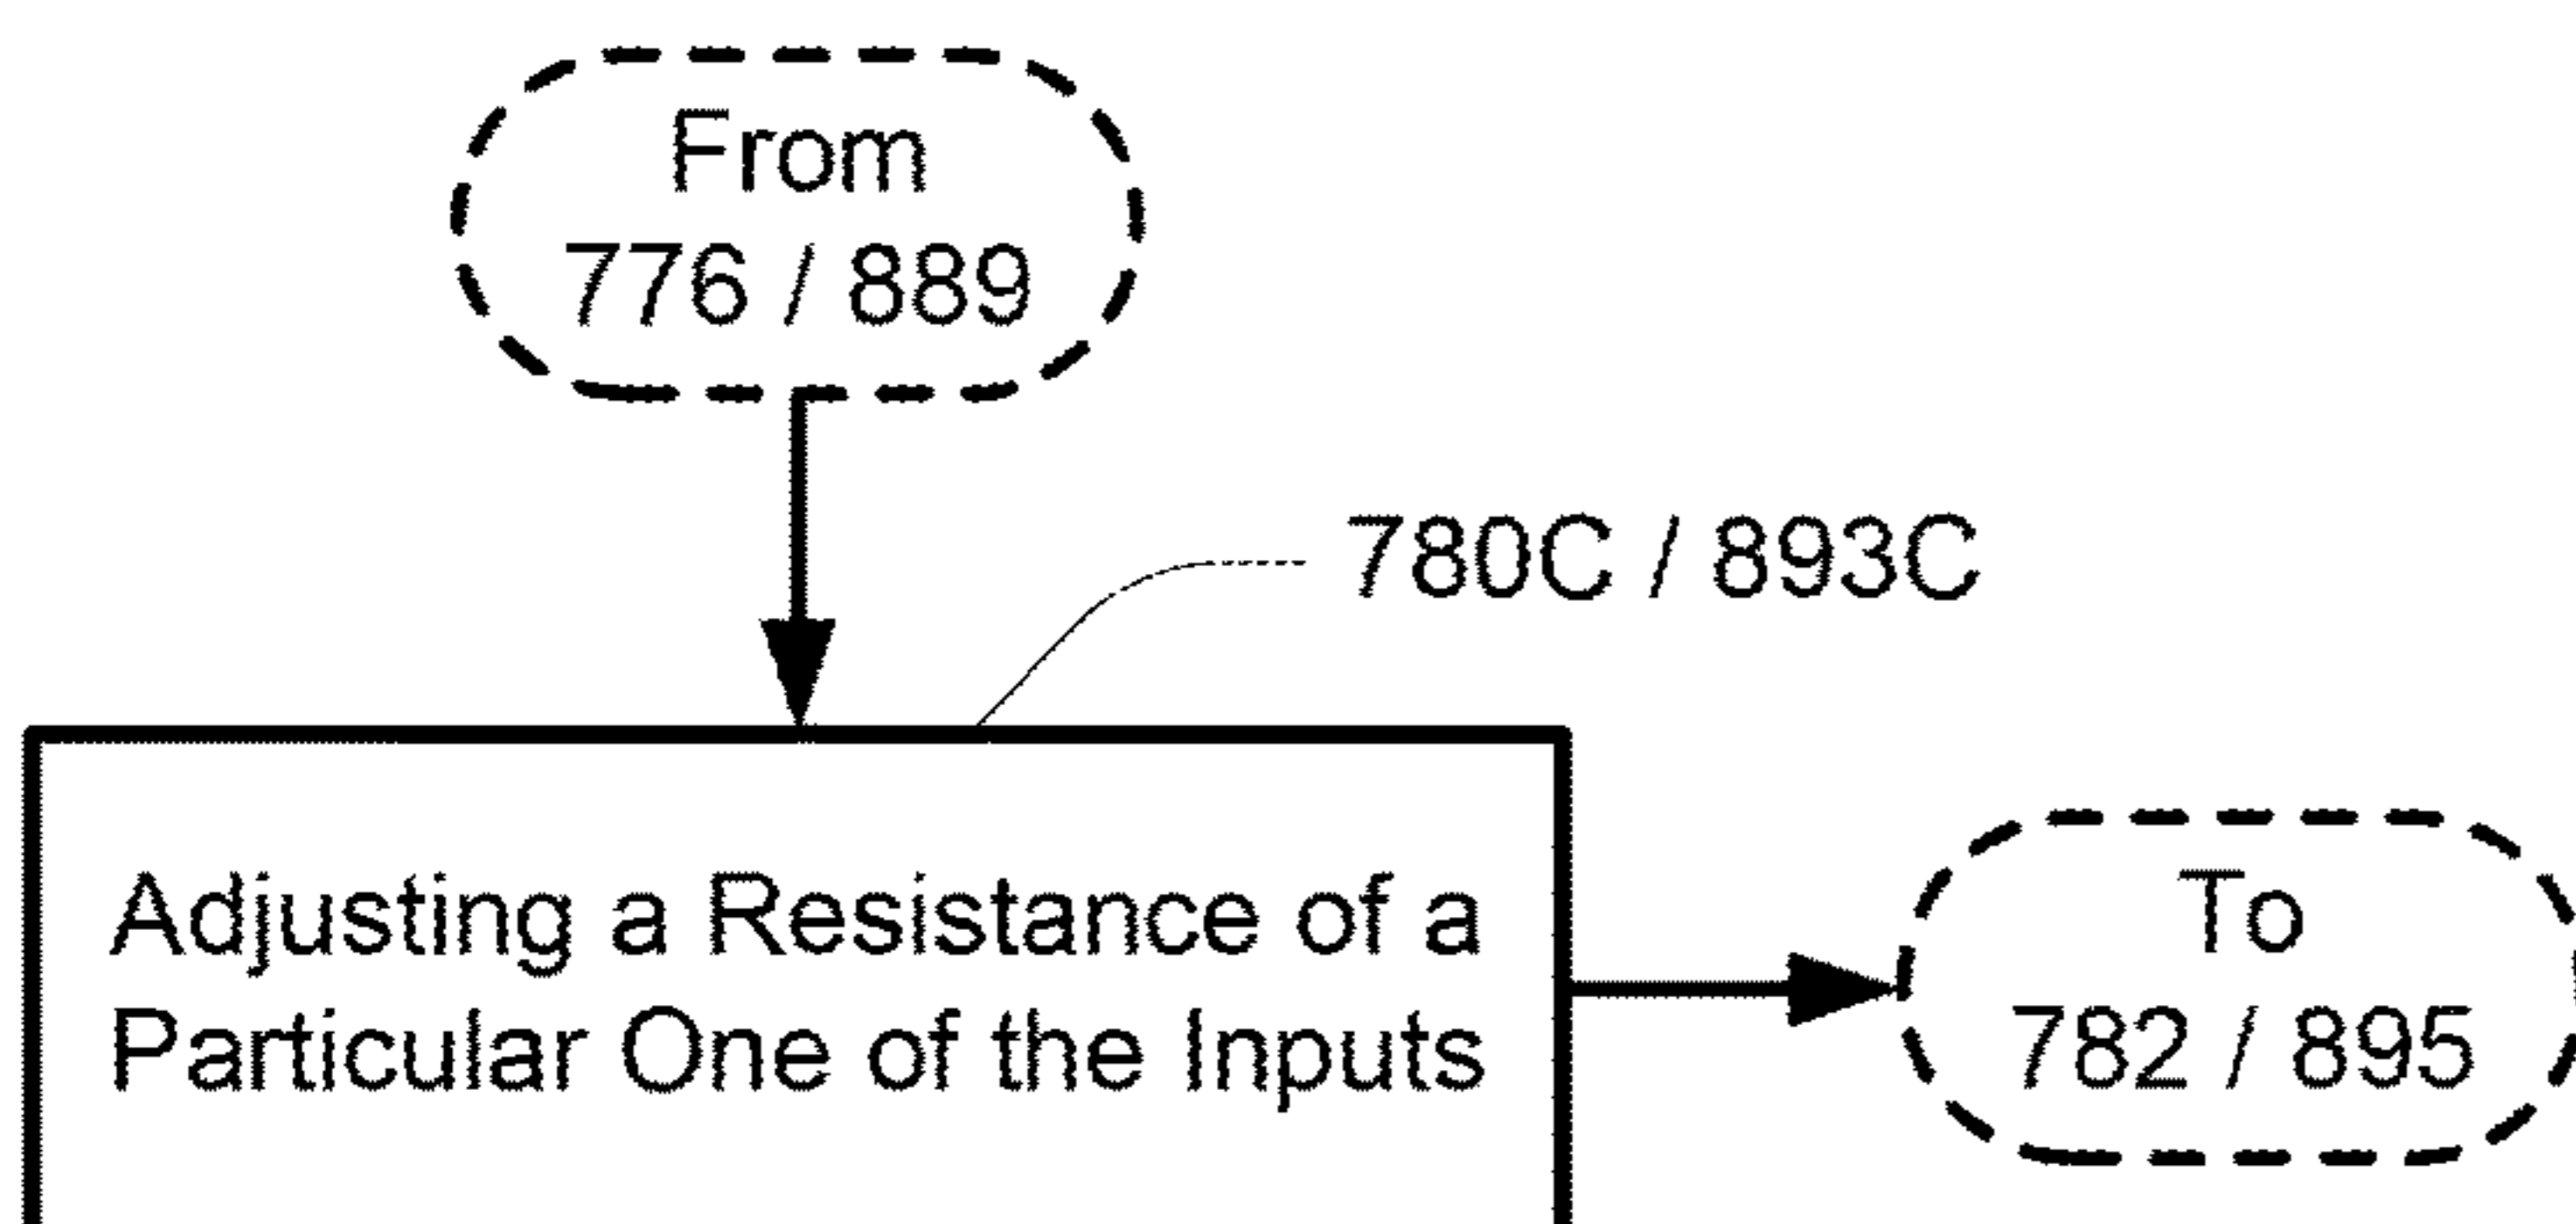 From
776 / 889
780C / 893C
Adjusting a Resistance of a
Particular One of the Inputs
To
782 / 895